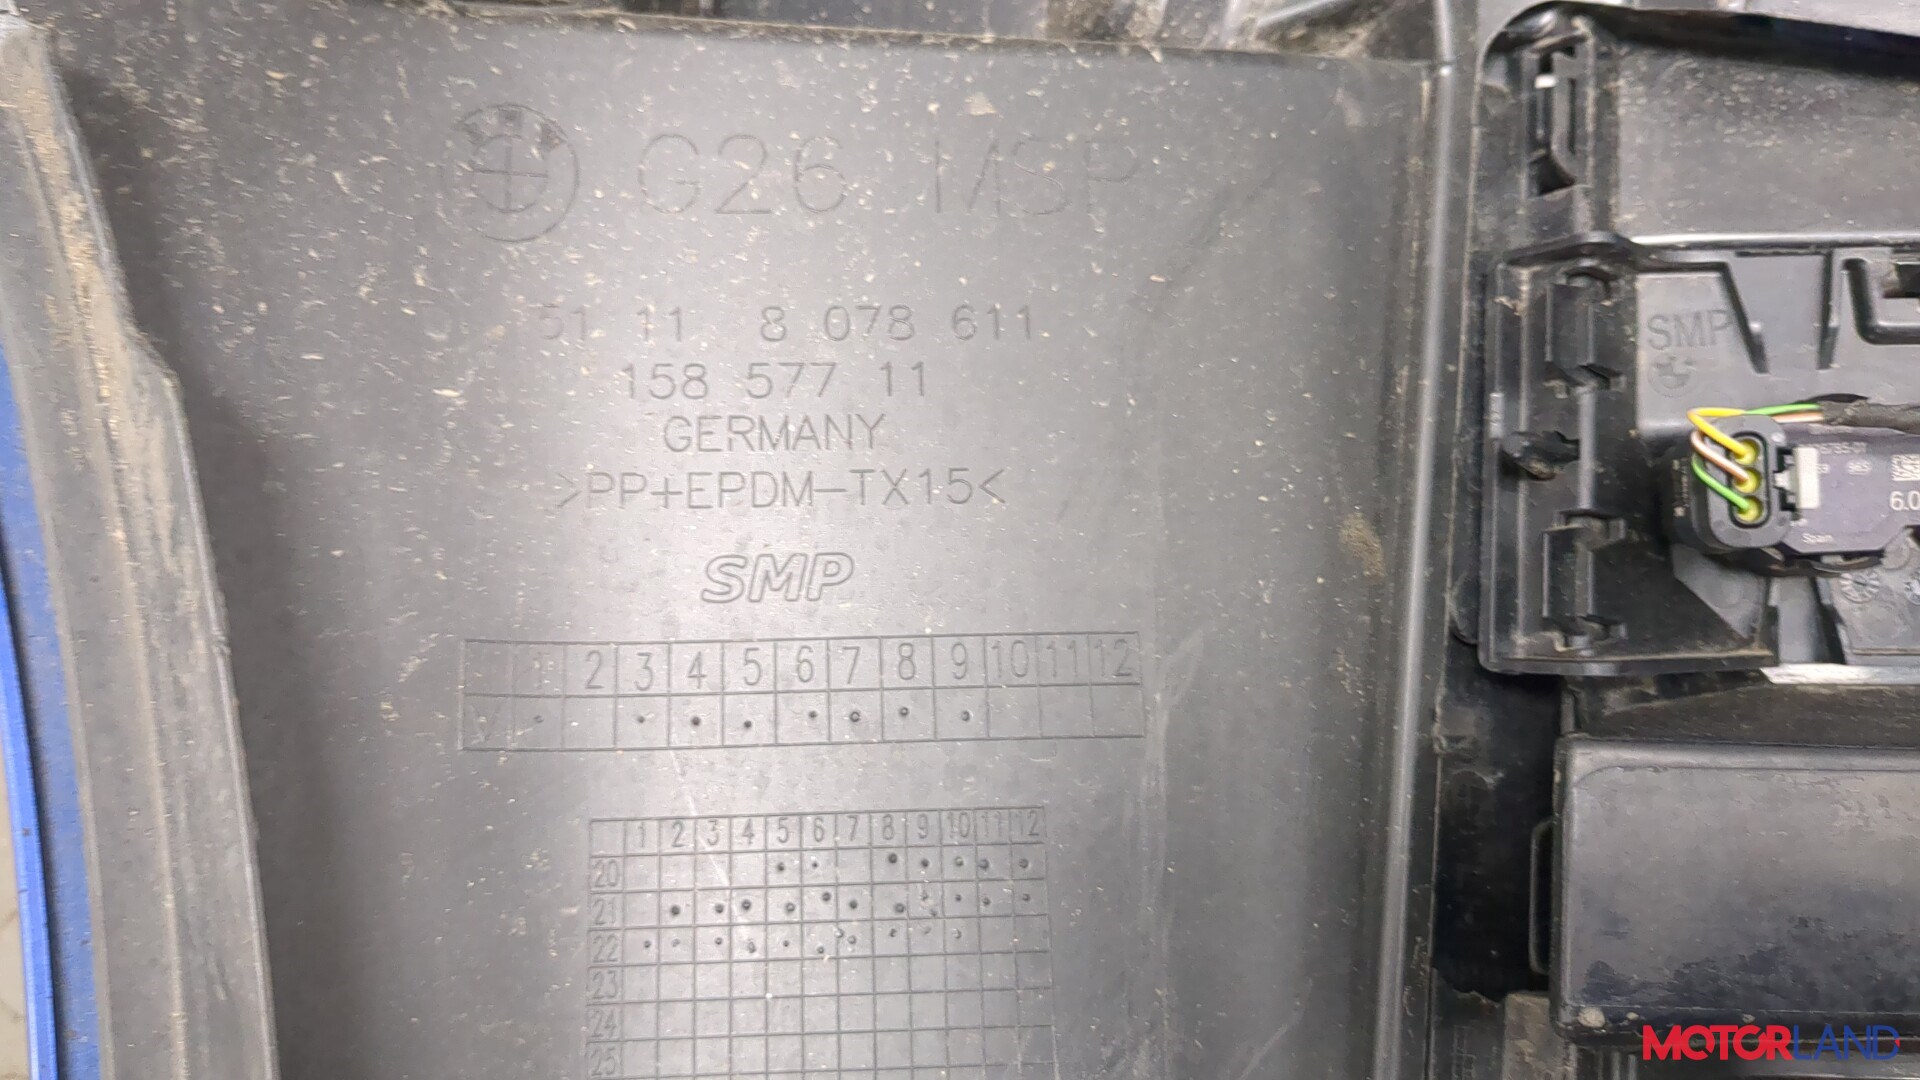 G26 MSP
51 11 8 078 611
158 577 11
GERMANY
>PP+EPDM-TX15<
SMP
1 2 3 4 5 6 7 8 9 10 11 12
V
1 2 3 4 5 6 7 8 9 10 11 12
20
21
22
23
24
25
SMP
6.0
Spain
MOTORLAND